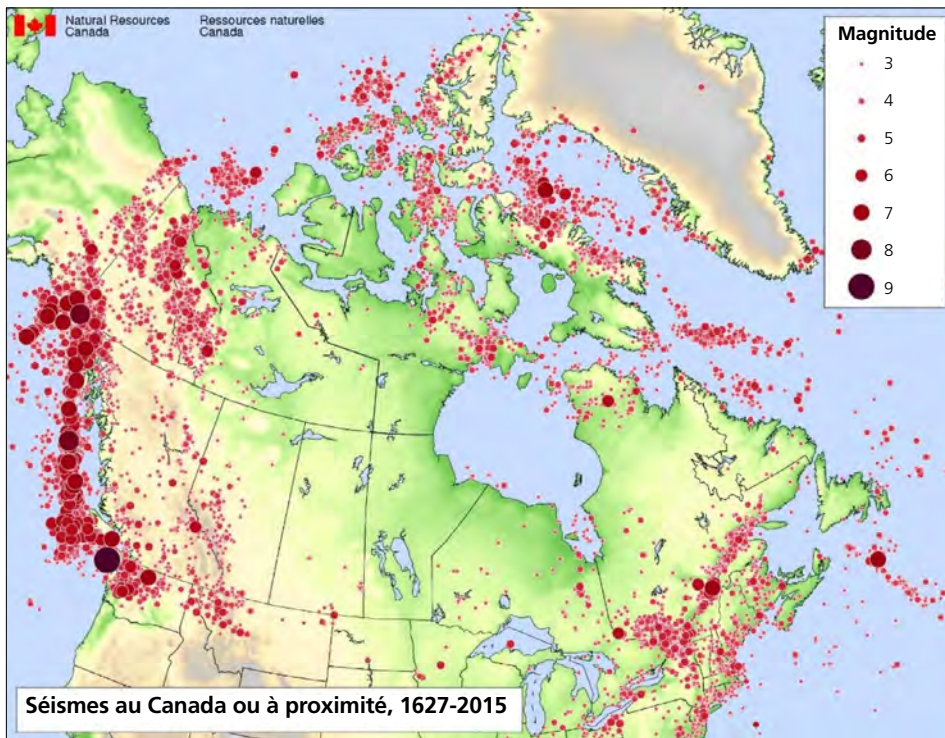 Natural Resources Canada
Ressources naturelles Canada
Magnitude
3
4
5
6
7
8
9
Séismes au Canada ou à proximité, 1627-2015